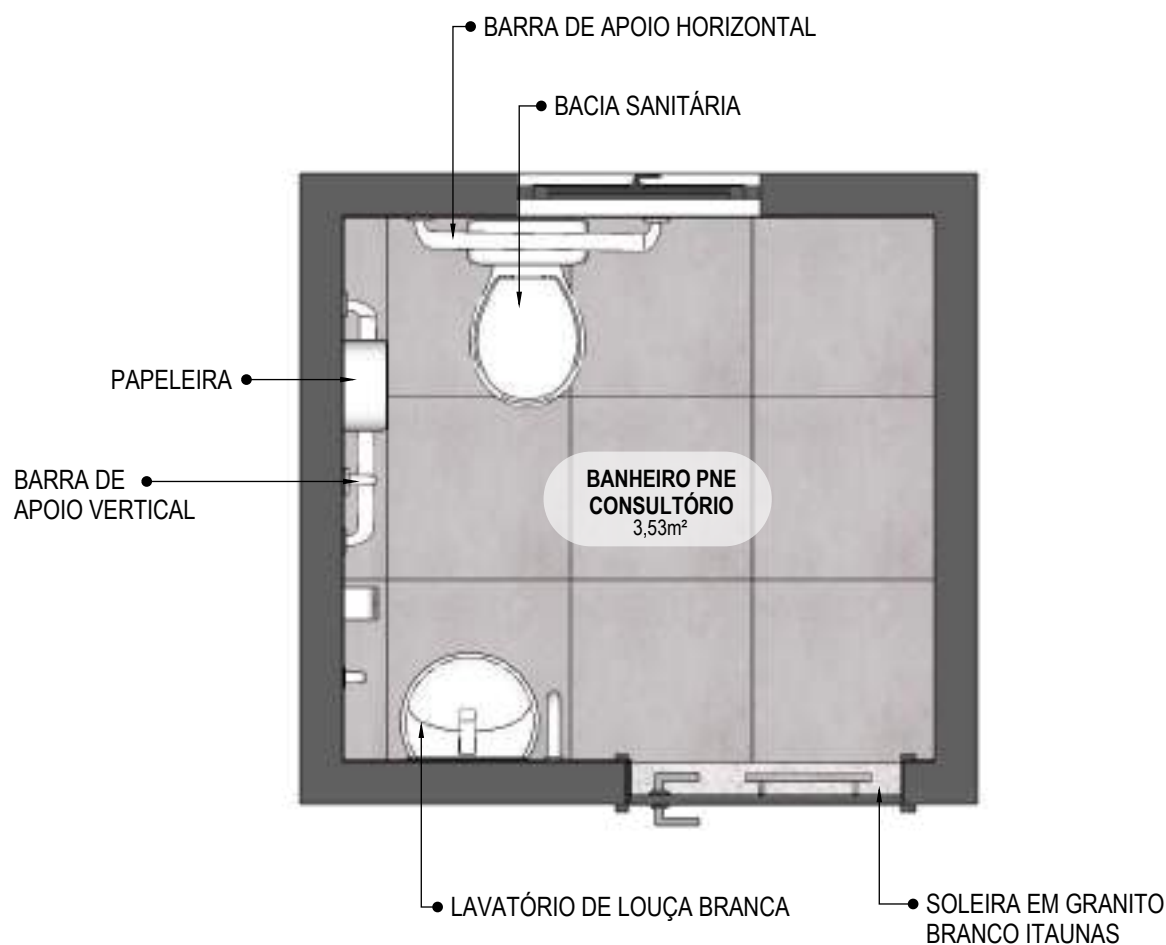 BARRA DE APOIO HORIZONTAL
BACIA SANITÁRIA
PAPELEIRA
BARRA DE
APOIO VERTICAL
BANHEIRO PNE
CONSULTÓRIO
3,53m²
LAVATÓRIO DE LOUÇA BRANCA
SOLEIRA EM GRANITO
BRANCO ITAUNAS